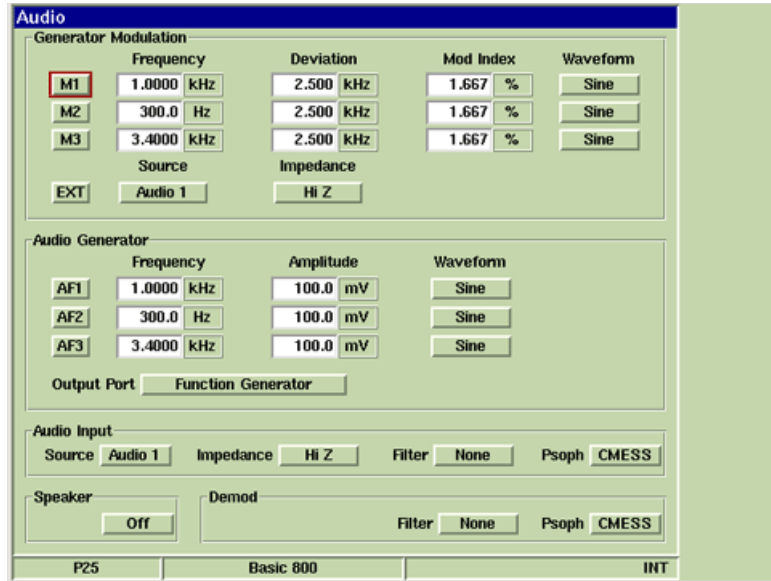 Audio
Generator Modulation
Frequency Deviation Mod Index Waveform
M1 1.0000 kHz 2.500 kHz 1.667 % Sine
M2 300.0 Hz 2.500 kHz 1.667 % Sine
M3 3.4000 kHz 2.500 kHz 1.667 % Sine
Source Impedance
EXT Audio 1 Hi Z
Audio Generator
Frequency Amplitude Waveform
AF1 1.0000 kHz 100.0 mV Sine
AF2 300.0 Hz 100.0 mV Sine
AF3 3.4000 kHz 100.0 mV Sine
Output Port Function Generator
Audio Input
Source Audio 1 Impedance Hi Z Filter None Psoph CMESS
Speaker Demod
Off Filter None Psoph CMESS
P25 Basic 800 INT